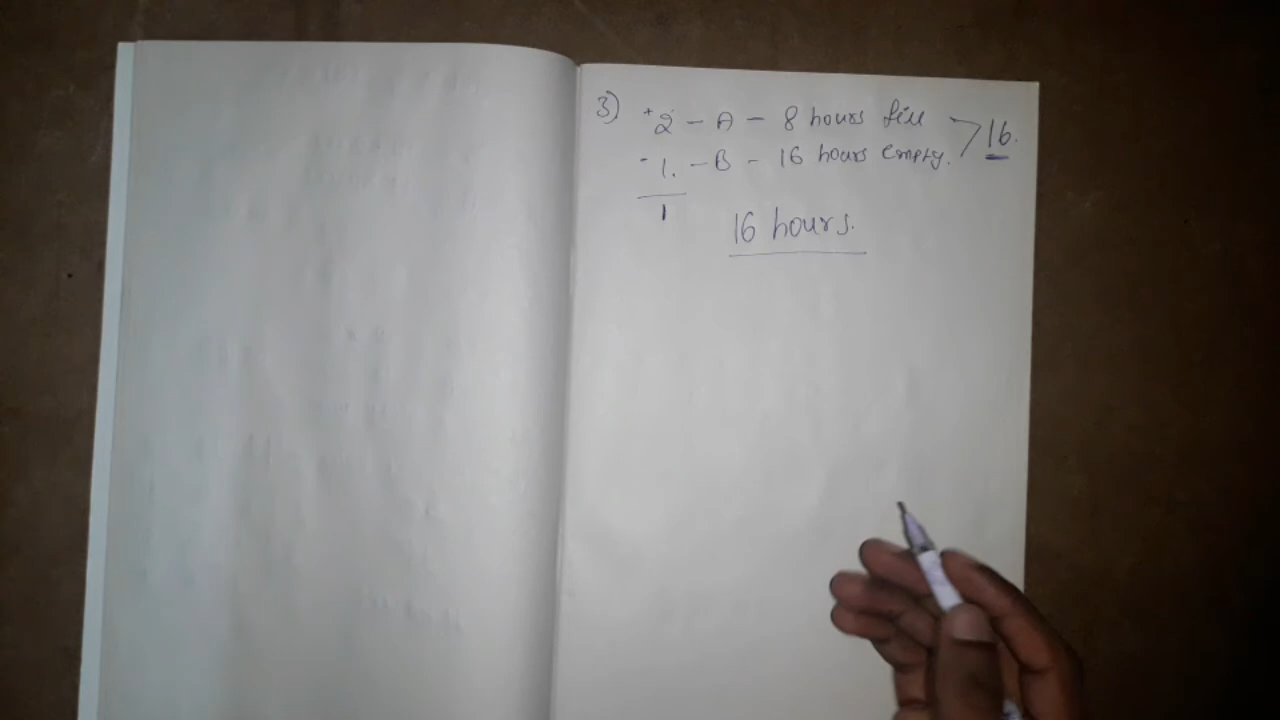 3) +2 - A - 8 hours fill > 16.
-1. - B - 16 hours empty.
1
16 hours.